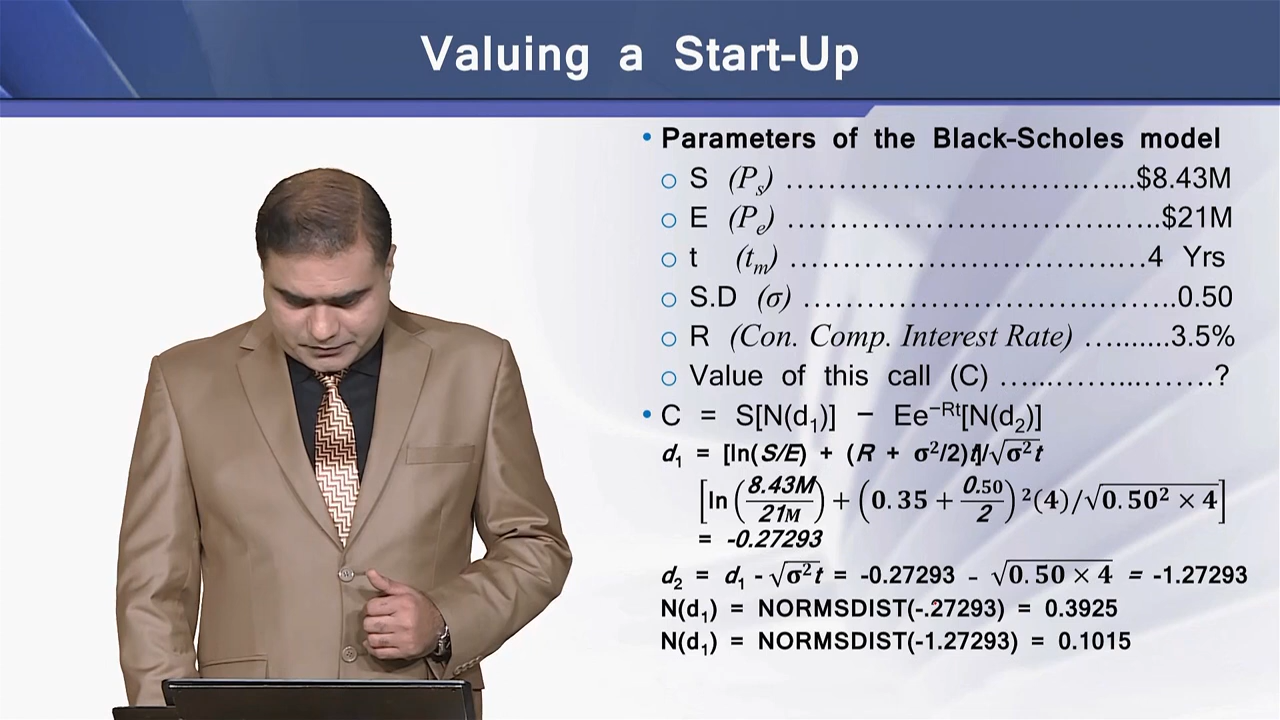 Valuing a Start-Up
• Parameters of the Black-Scholes model
○ S (Pₛ) ……………………………………$8.43M
○ E (Pₑ) ……………………………………$21M
○ t (tₘ) ……………………………………4 Yrs
○ S.D (σ) ……………………………………0.50
○ R (Con. Comp. Interest Rate) …........3.5%
○ Value of this call (C) …...……...…….?
• C = S[N(d₁)] − Ee⁻ᴿᵗ[N(d₂)]
d₁ = [ln(S/E) + (R + σ²/2)t]/√σ²t
[ln (8.43M/21M) + (0.35 + 0.50/2) ²(4)/√0.50² × 4]
= -0.27293
d₂ = d₁ - √σ²t = -0.27293 - √0.50 × 4 = -1.27293
N(d₁) = NORMSDIST(-.27293) = 0.3925
N(d₁) = NORMSDIST(-1.27293) = 0.1015